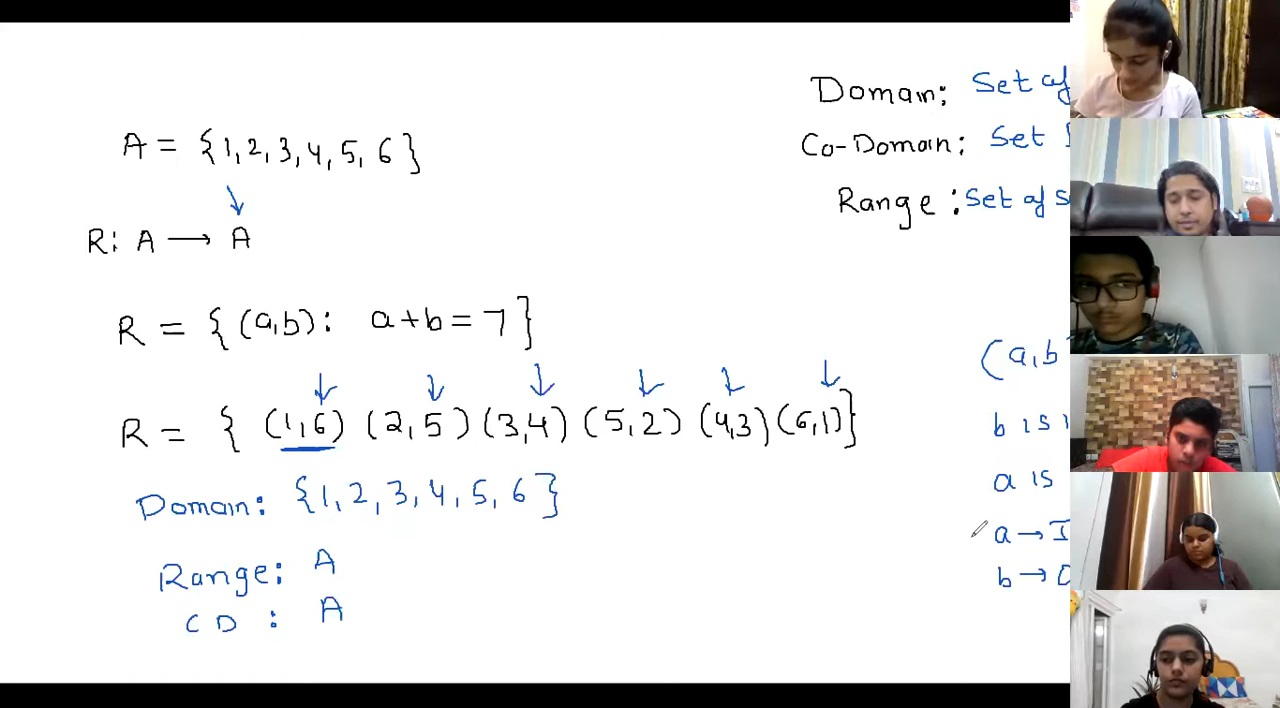 A = {1, 2, 3, 4, 5, 6}
R: A → A
R = {(a,b): a+b = 7}
R = { (1,6) (2,5) (3,4) (5,2) (4,3) (6,1)}
Domain: {1, 2, 3, 4, 5, 6}
Range: A
CD : A
Domain: Set of
Co-Domain: Set
Range : Set of s
(a,b
b is
a is
a → I
b →